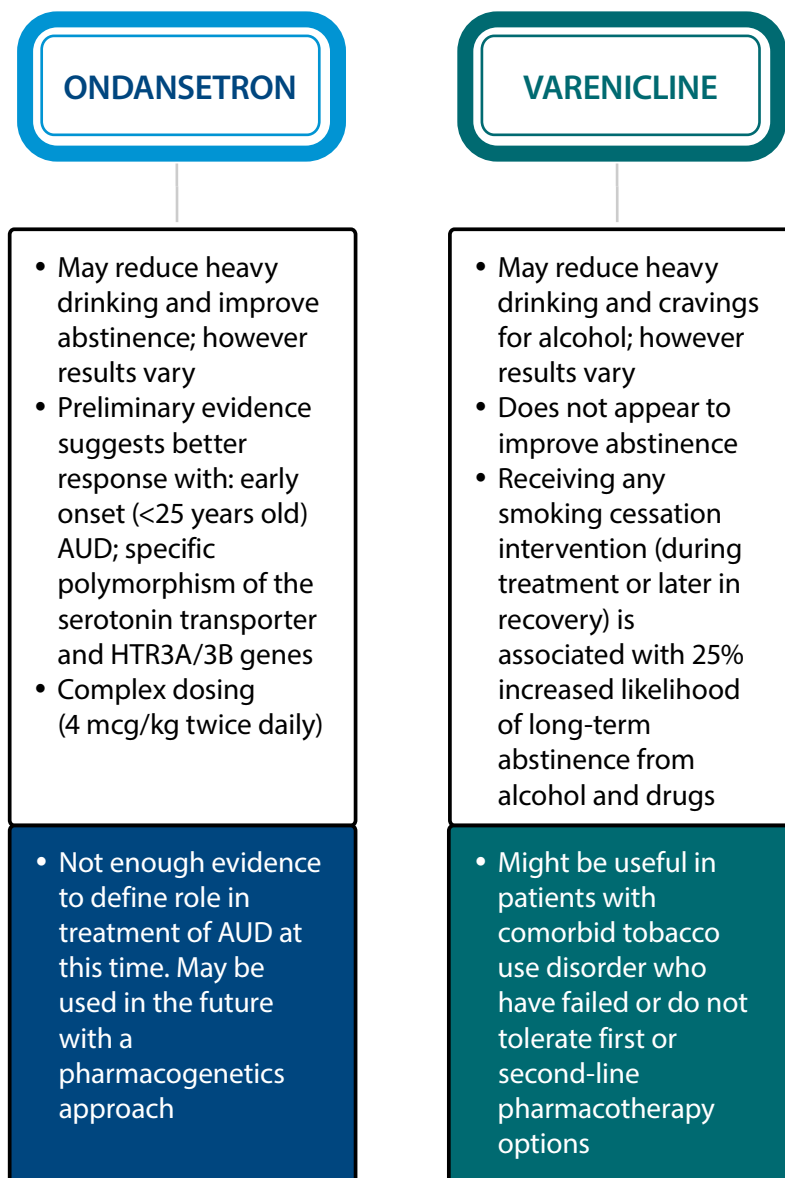 ONDANSETRON
• May reduce heavy
drinking and improve
abstinence; however
results vary
• Preliminary evidence
suggests better
response with: early
onset (<25 years old)
AUD; specific
polymorphism of the
serotonin transporter
and HTR3A/3B genes
• Complex dosing
(4 mcg/kg twice daily)
• Not enough evidence
to define role in
treatment of AUD at
this time. May be
used in the future
with a
pharmacogenetics
approach
VARENICLINE
• May reduce heavy
drinking and cravings
for alcohol; however
results vary
• Does not appear to
improve abstinence
• Receiving any
smoking cessation
intervention (during
treatment or later in
recovery) is
associated with 25%
increased likelihood
of long-term
abstinence from
alcohol and drugs
• Might be useful in
patients with
comorbid tobacco
use disorder who
have failed or do not
tolerate first or
second-line
pharmacotherapy
options